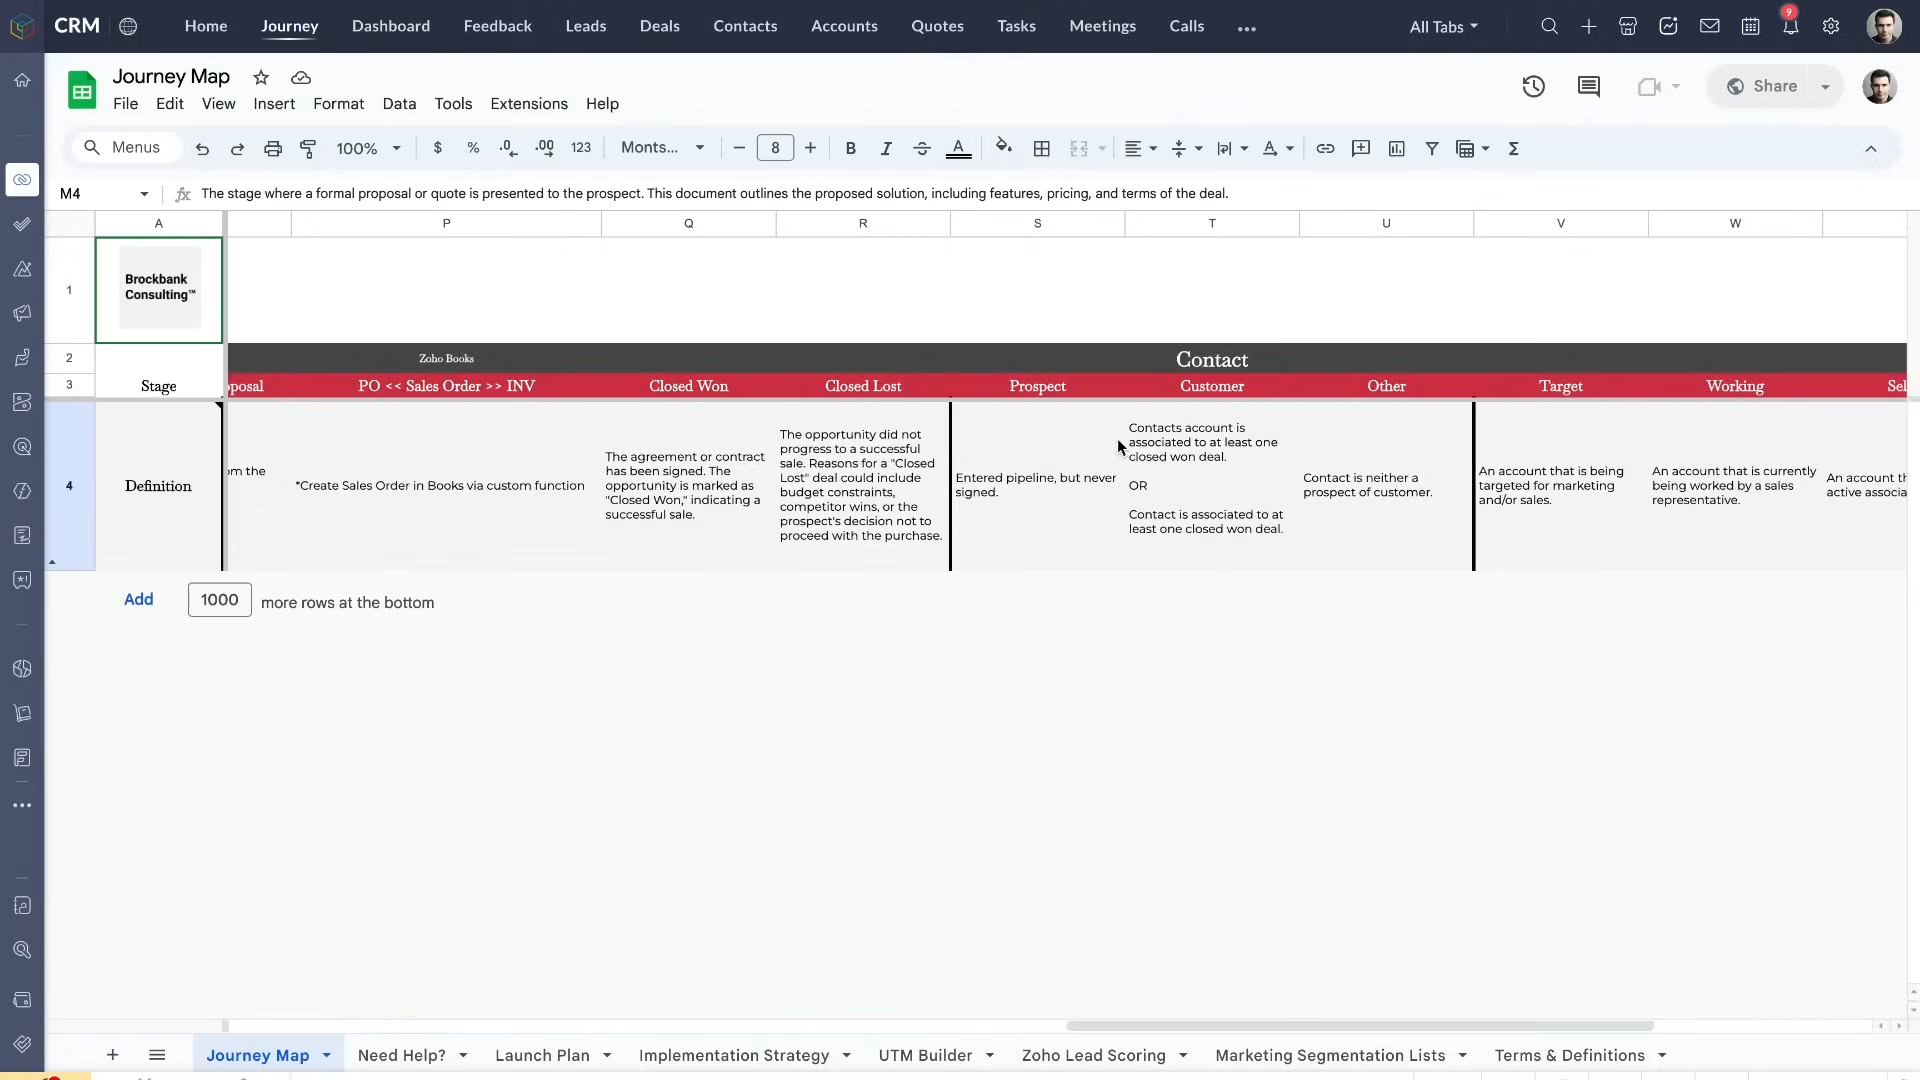 CRM
Home
Journey
Dashboard
Feedback
Leads
Deals
Contacts
Accounts
Quotes
Tasks
Meetings
Calls
All Tabs
9
Journey Map
File
Edit
View
Insert
Format
Data
Tools
Extensions
Help
Share
Menus
100%
$
%
.0
.00
123
Monts...
8
B
I
A
M4
fx
The stage where a formal proposal or quote is presented to the prospect. This document outlines the proposed solution, including features, pricing, and terms of the deal.
A
P
Q
R
S
T
U
V
W
1
Brockbank
Consulting™
2
Zoho Books
Contact
3
Stage
posal
PO << Sales Order >> INV
Closed Won
Closed Lost
Prospect
Customer
Other
Target
Working
Sel
4
Definition
om the
*Create Sales Order in Books via custom function
The agreement or contract
has been signed. The
opportunity is marked as
"Closed Won," indicating a
successful sale.
The opportunity did not
progress to a successful
sale. Reasons for a "Closed
Lost" deal could include
budget constraints,
competitor wins, or the
prospect's decision not to
proceed with the purchase.
Entered pipeline, but never
signed.
Contacts account is
associated to at least one
closed won deal.
OR
Contact is associated to at
least one closed won deal.
Contact is neither a
prospect of customer.
An account that is being
targeted for marketing
and/or sales.
An account that is currently
being worked by a sales
representative.
An account th
active associa
Add
1000
more rows at the bottom
Journey Map
Need Help?
Launch Plan
Implementation Strategy
UTM Builder
Zoho Lead Scoring
Marketing Segmentation Lists
Terms & Definitions